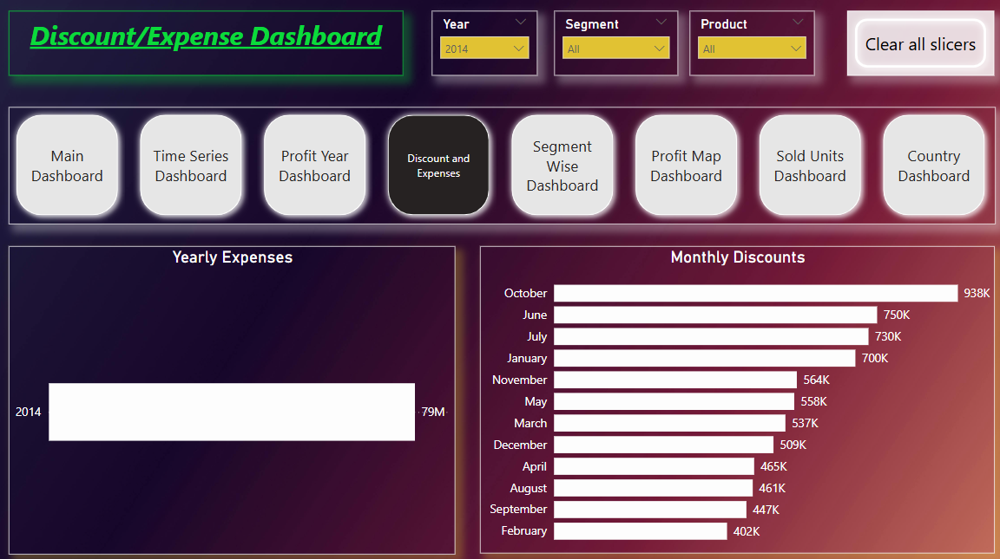 Discount/Expense Dashboard
Year
2014
Segment
All
Product
All
Clear all slicers
Main
Dashboard
Time Series
Dashboard
Profit Year
Dashboard
Discount and
Expenses
Segment
Wise
Dashboard
Profit Map
Dashboard
Sold Units
Dashboard
Country
Dashboard
Yearly Expenses
2014 79M
Monthly Discounts
October 938K
June 750K
July 730K
January 700K
November 564K
May 558K
March 537K
December 509K
April 465K
August 461K
September 447K
February 402K